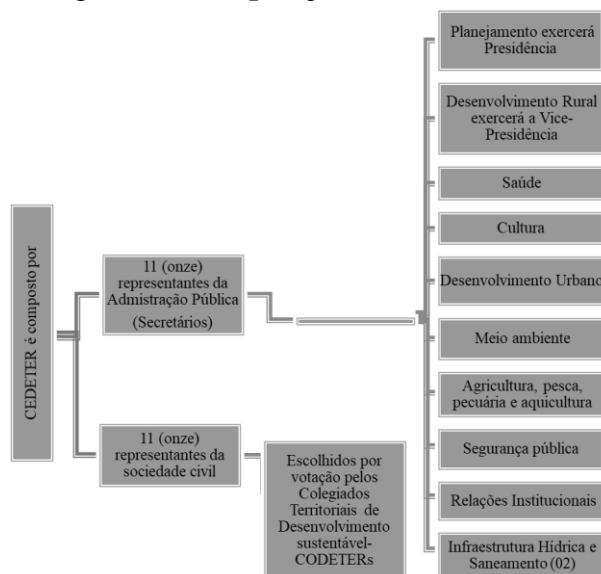 CEDETER é composto por
11 (onze)
representantes da
Admistração Pública
(Secretários)
11 (onze)
representantes da
sociedade civil
Escolhidos por
votação pelos
Colegiados
Territoriais de
Desenvolvimento
sustentável-
CODETERs
Planejamento exercerá
Presidência
Desenvolvimento Rural
exercerá a Vice-
Presidência
Saúde
Cultura
Desenvolvimento Urbano
Meio ambiente
Agricultura, pesca,
pecuária e aquicultura
Segurança pública
Relações Institucionais
Infraestrutura Hídrica e
Saneamento (02)